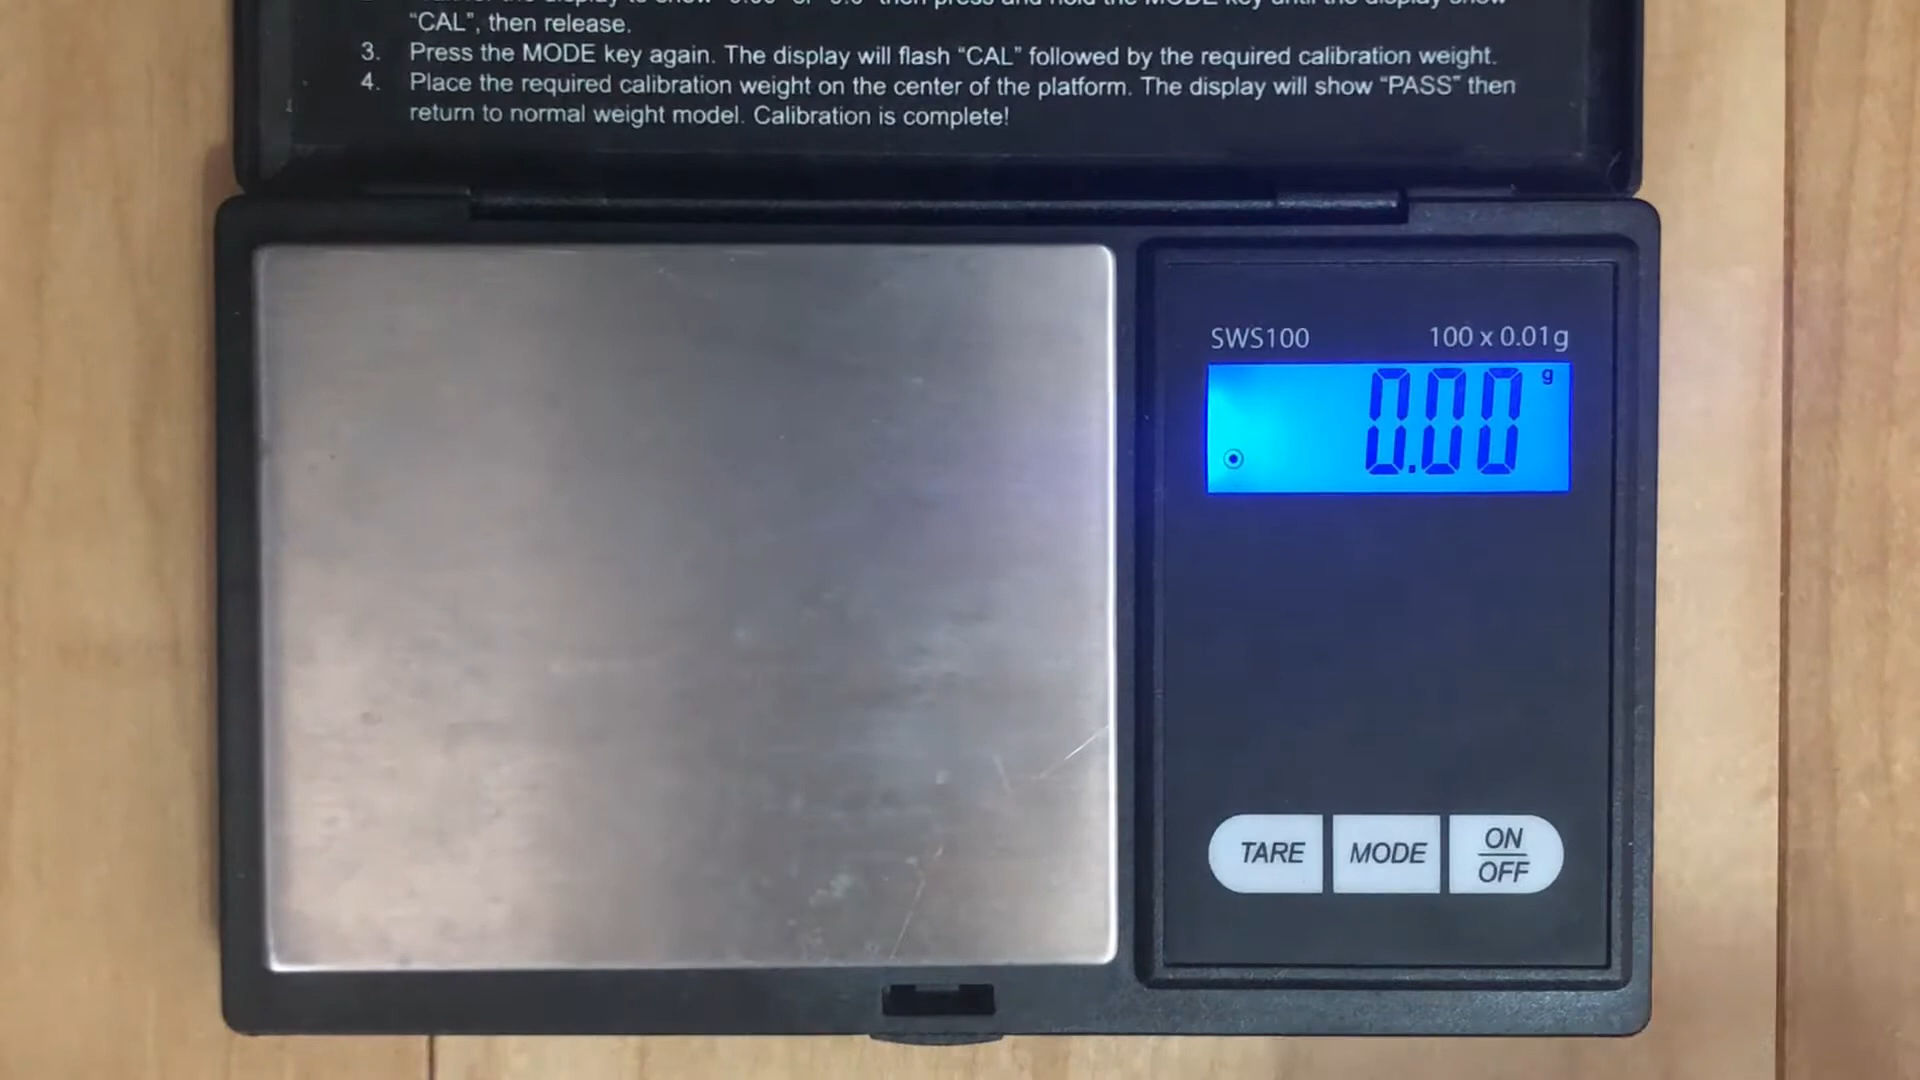 “CAL”, then release.
3. Press the MODE key again. The display will flash “CAL” followed by the required calibration weight.
4. Place the required calibration weight on the center of the platform. The display will show “PASS” then
return to normal weight model. Calibration is complete!
SWS100 100 x 0.01g
0.00 g
TARE MODE ON
OFF